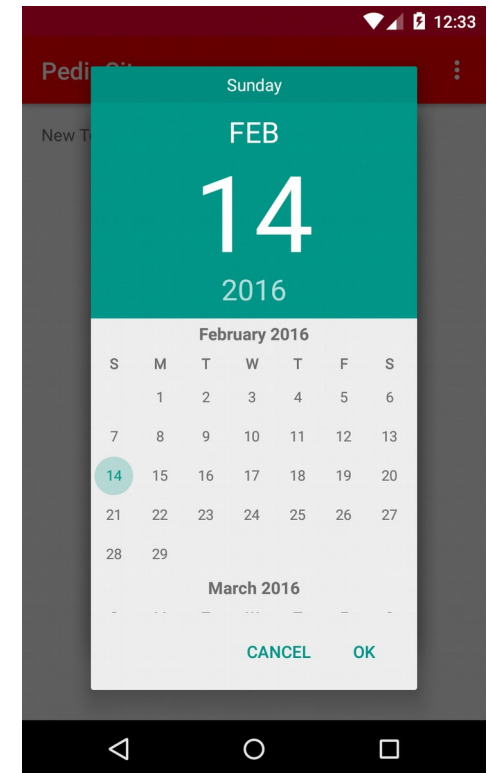 12:33
Pedi
Sunday
New T
FEB
14
2016
February 2016
S M T W T F S
1 2 3 4 5 6
7 8 9 10 11 12 13
14 15 16 17 18 19 20
21 22 23 24 25 26 27
28 29
March 2016
CANCEL OK